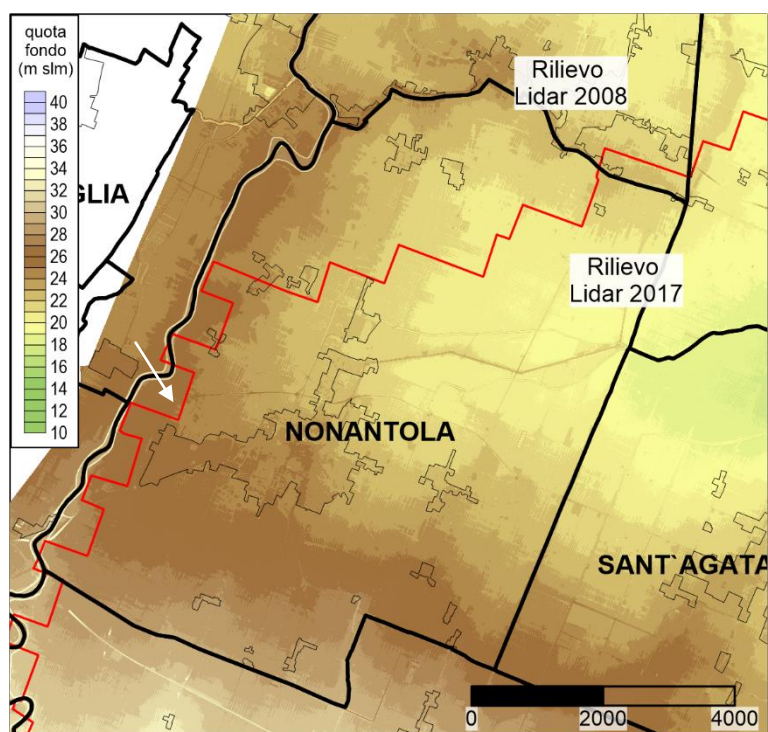 quota
fondo
(m slm)
40
38
36
34
32
30
28
26
24
22
20
18
16
14
12
10
Rilievo
Lidar 2008
GLIA
Rilievo
Lidar 2017
NONANTOLA
SANT`AGATA
0 2000 4000